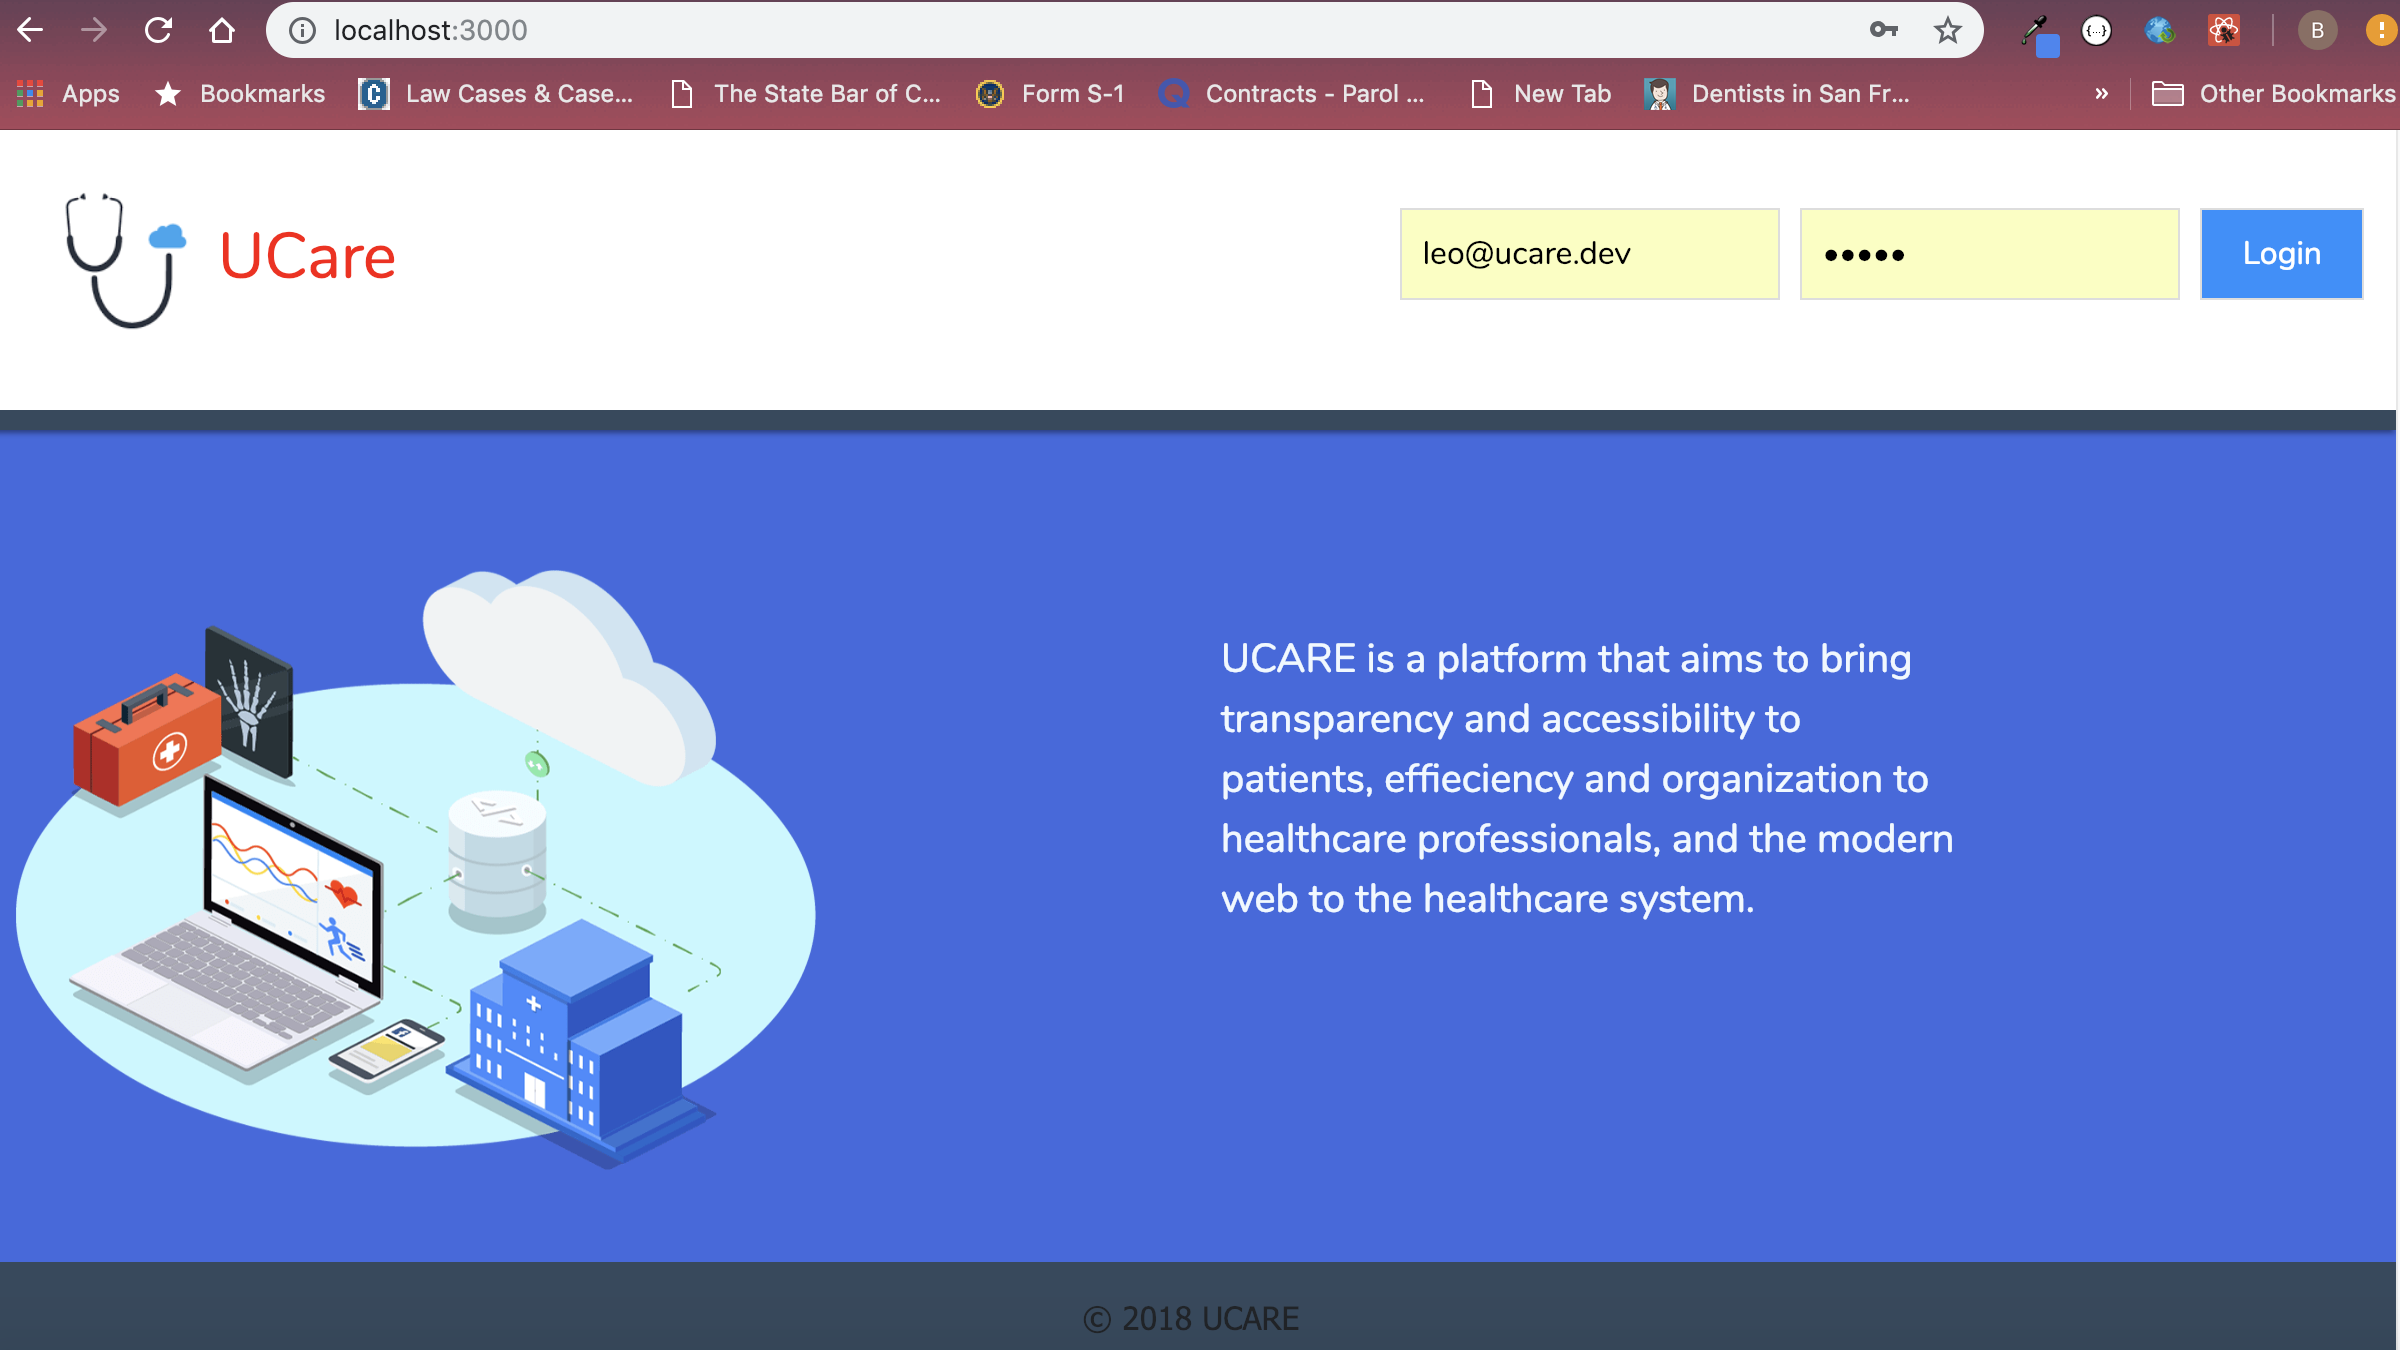 localhost:3000
B
Apps Bookmarks Law Cases & Case... The State Bar of C... Form S-1 Contracts - Parol ... New Tab Dentists in San Fr... » Other Bookmarks
UCare
leo@ucare.dev
Login
UCARE is a platform that aims to bring
transparency and accessibility to
patients, effieciency and organization to
healthcare professionals, and the modern
web to the healthcare system.
© 2018 UCARE